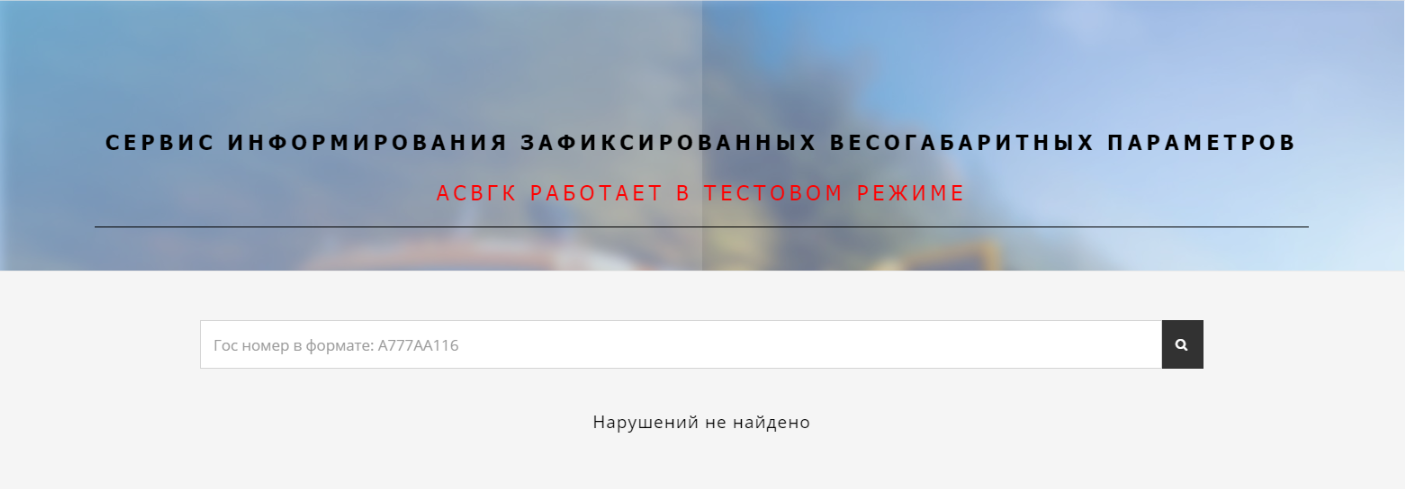 СЕРВИС ИНФОРМИРОВАНИЯ ЗАФИКСИРОВАННЫХ ВЕСОГАБАРИТНЫХ ПАРАМЕТРОВ
АСВГК РАБОТАЕТ В ТЕСТОВОМ РЕЖИМЕ
Гос номер в формате: А777АА116
Нарушений не найдено